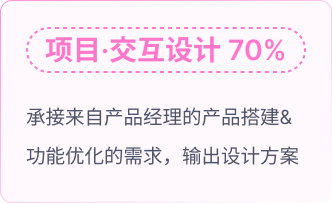 项目·交互设计 70%
承接来自产品经理的产品搭建&
功能优化的需求，输出设计方案